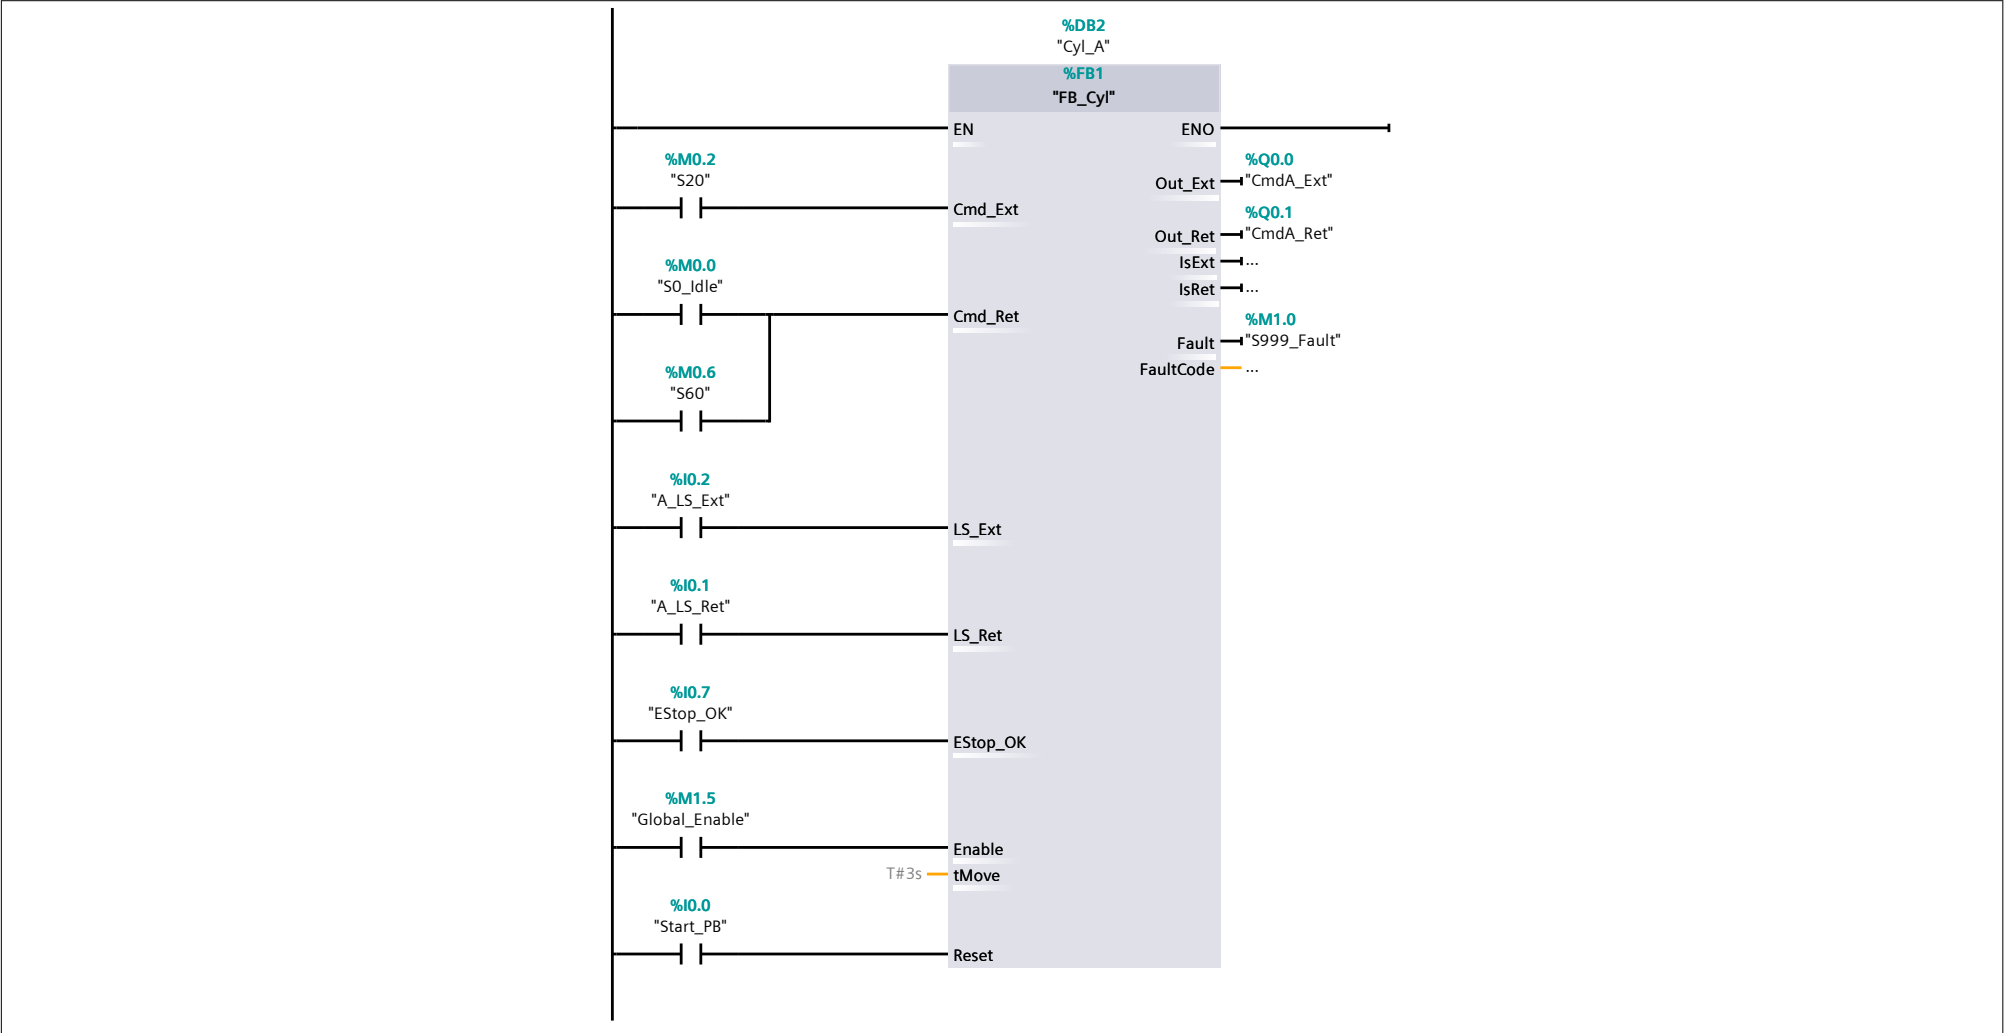 %DB2
"Cyl_A"
%FB1
"FB_Cyl"
EN
ENO
%M0.2
"S20"
Cmd_Ext
%M0.0
"S0_Idle"
Cmd_Ret
%M0.6
"S60"
%I0.2
"A_LS_Ext"
LS_Ext
%I0.1
"A_LS_Ret"
LS_Ret
%I0.7
"EStop_OK"
EStop_OK
%M1.5
"Global_Enable"
Enable
T#3s
tMove
%I0.0
"Start_PB"
Reset
%Q0.0
Out_Ext
"CmdA_Ext"
%Q0.1
Out_Ret
"CmdA_Ret"
IsExt
...
IsRet
...
%M1.0
Fault
"S999_Fault"
FaultCode
...